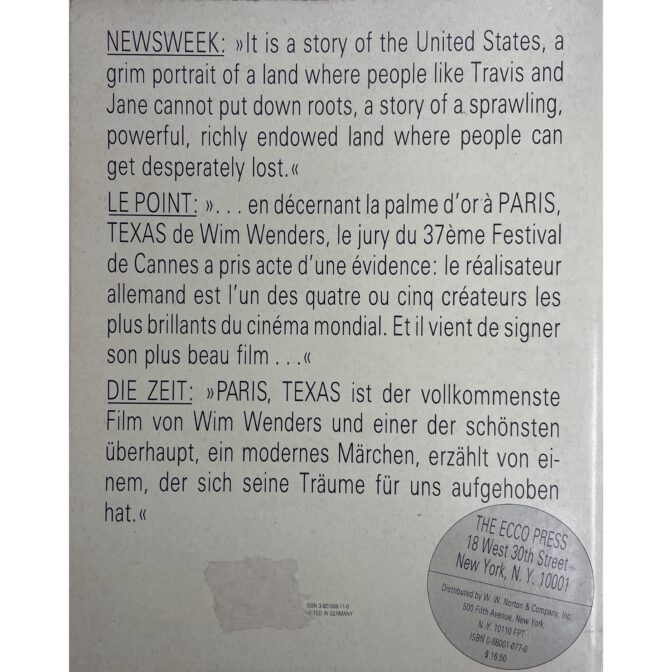 NEWSWEEK: »It is a story of the United States, a
grim portrait of a land where people like Travis and
Jane cannot put down roots, a story of a sprawling,
powerful, richly endowed land where people can
get desperately lost.«
LE POINT: ». . . en décernant la palme d'or à PARIS,
TEXAS de Wim Wenders, le jury du 37ème Festival
de Cannes a pris acte d'une évidence: le réalisateur
allemand est l'un des quatre ou cinq créateurs les
plus brillants du cinéma mondial. Et il vient de signer
son plus beau film . . .«
DIE ZEIT: »PARIS, TEXAS ist der vollkommenste
Film von Wim Wenders und einer der schönsten
überhaupt, ein modernes Märchen, erzählt von ei-
nem, der sich seine Träume für uns aufgehoben
hat.«
THE ECCO PRESS
18 West 30th Street
New York, N. Y. 10001
Distributed by W. W. Norton & Company, Inc.
500 Fifth Avenue, New York,
N. Y. 10110 FPT
ISBN 0-88001-077-0
$ 16.50
ISBN 3-921568-11-0
IN GERMANY